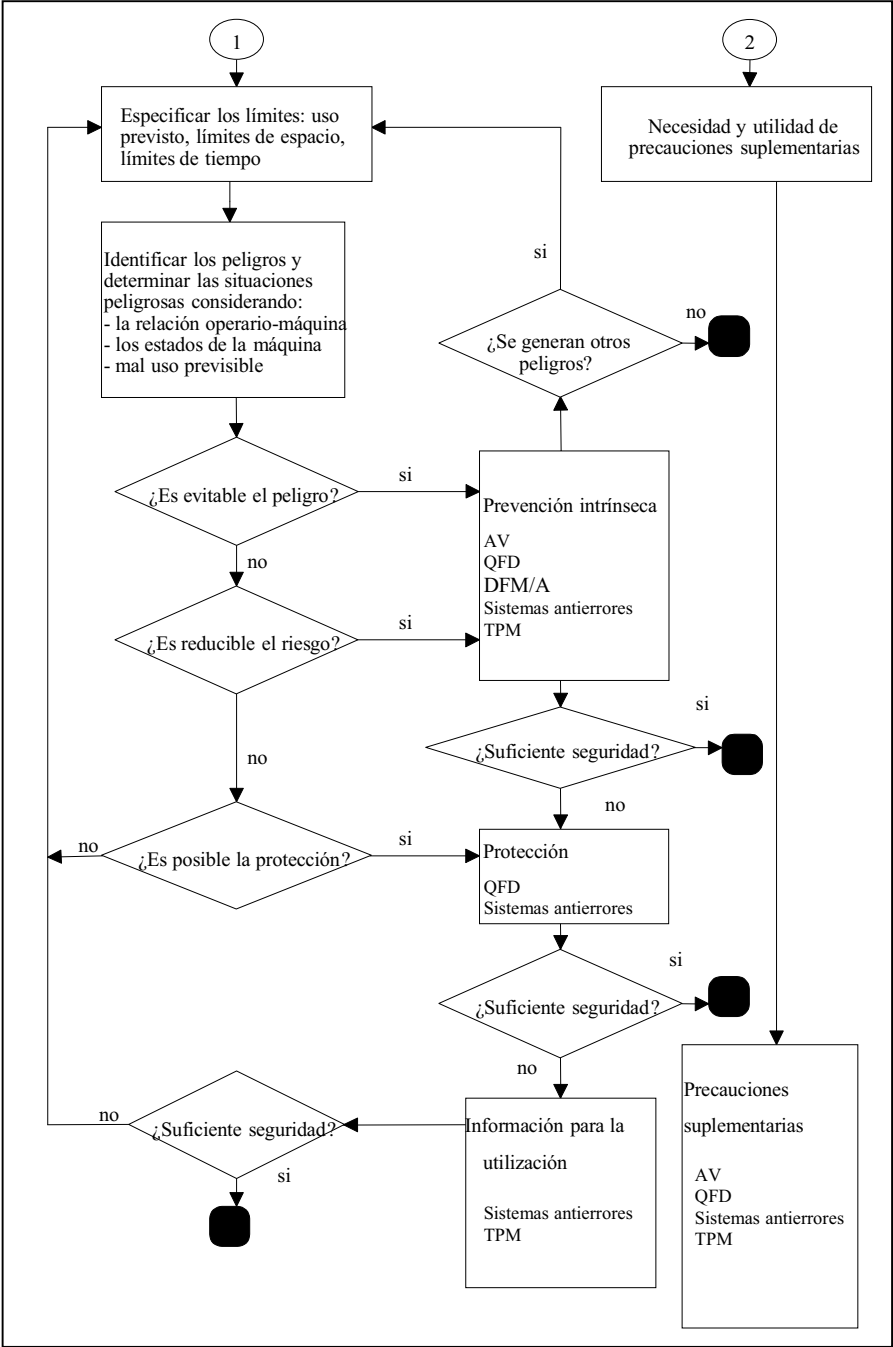 1
2
Especificar los límites: uso
previsto, límites de espacio,
límites de tiempo
Necesidad y utilidad de
precauciones suplementarias
Identificar los peligros y
determinar las situaciones
peligrosas considerando:
- la relación operario-máquina
- los estados de la máquina
- mal uso previsible
si
¿Se generan otros
peligros?
no
¿Es evitable el peligro?
si
no
Prevención intrínseca
AV
QFD
DFM/A
Sistemas antierrores
TPM
¿Es reducible el riesgo?
si
no
¿Suficiente seguridad?
si
no
no
¿Es posible la protección?
si
Protección
QFD
Sistemas antierrores
¿Suficiente seguridad?
si
no
no
¿Suficiente seguridad?
si
Información para la
utilización
Sistemas antierrores
TPM
Precauciones
suplementarias
AV
QFD
Sistemas antierrores
TPM